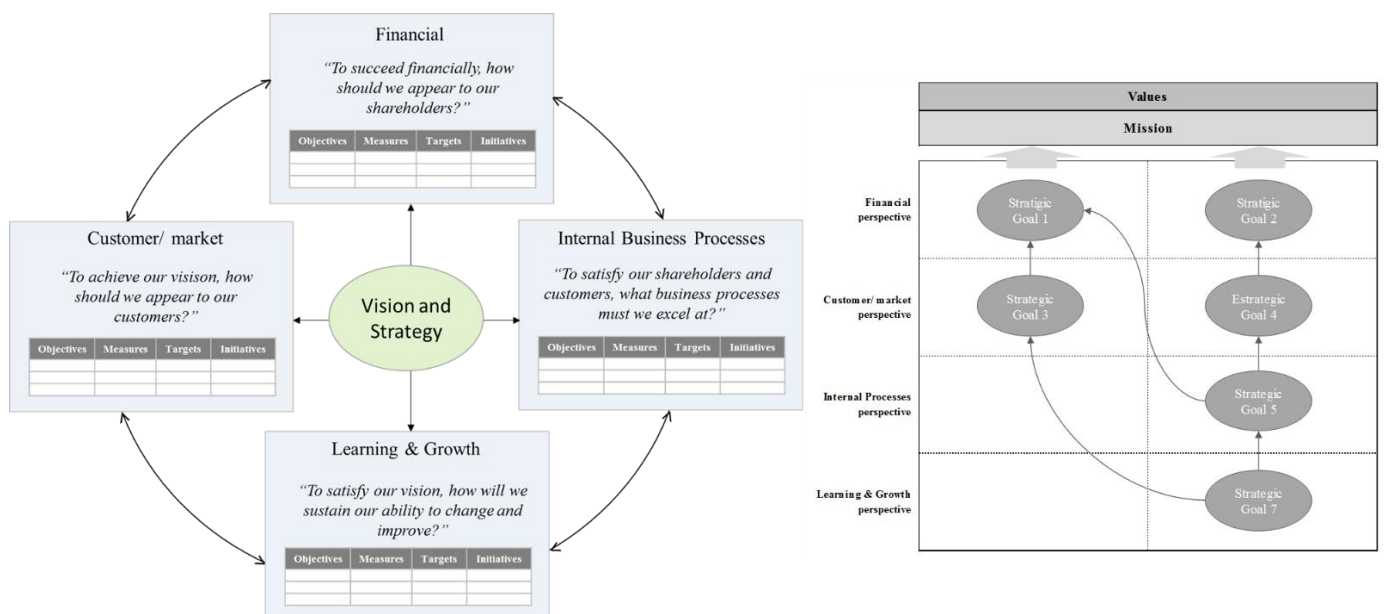 Financial
“To succeed financially, how
should we appear to our
shareholders?”
Objectives Measures Targets Initiatives
Customer/ market
“To achieve our visison, how
should we appear to our
customers?”
Objectives Measures Targets Initiatives
Vision and
Strategy
Internal Business Processes
“To satisfy our shareholders and
customers, what business processes
must we excel at?”
Objectives Measures Targets Initiatives
Learning & Growth
“To satisfy our vision, how will we
sustain our ability to change and
improve?”
Objectives Measures Targets Initiatives
Values
Mission
Financial
perspective
Stratigic
Goal 1
Stratigic
Goal 2
Customer/ market
perspective
Strategic
Goal 3
Estrategic
Goal 4
Internal Processes
perspective
Strategic
Goal 5
Learning & Growth
perspective
Strategic
Goal 7